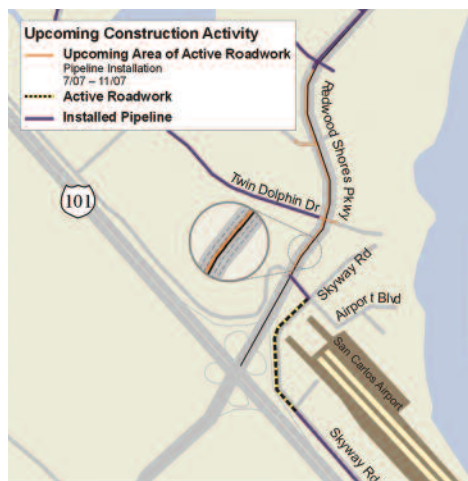 Upcoming Construction Activity
Upcoming Area of Active Roadwork
Pipeline Installation
7/07 – 11/07
Active Roadwork
Installed Pipeline
Redwood Shores Pkwy
Twin Dolphin Dr
101
Skyway Rd
Airport Blvd
San Carlos Airport
Skyway Rd